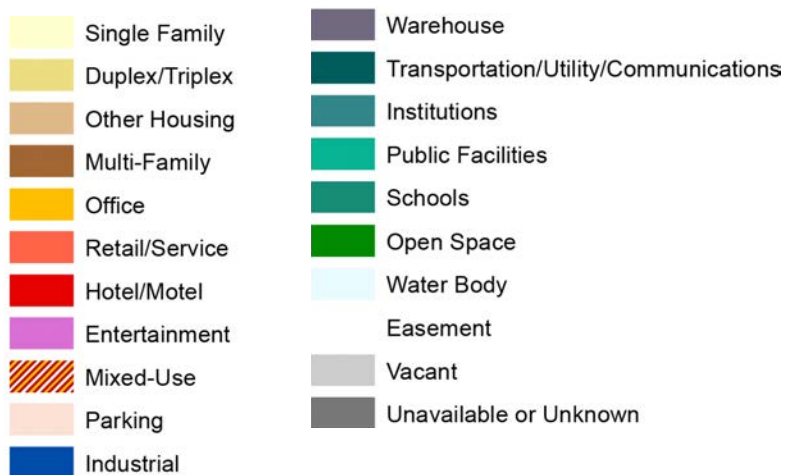 Single Family
Duplex/Triplex
Other Housing
Multi-Family
Office
Retail/Service
Hotel/Motel
Entertainment
Mixed-Use
Parking
Industrial
Warehouse
Transportation/Utility/Communications
Institutions
Public Facilities
Schools
Open Space
Water Body
Easement
Vacant
Unavailable or Unknown